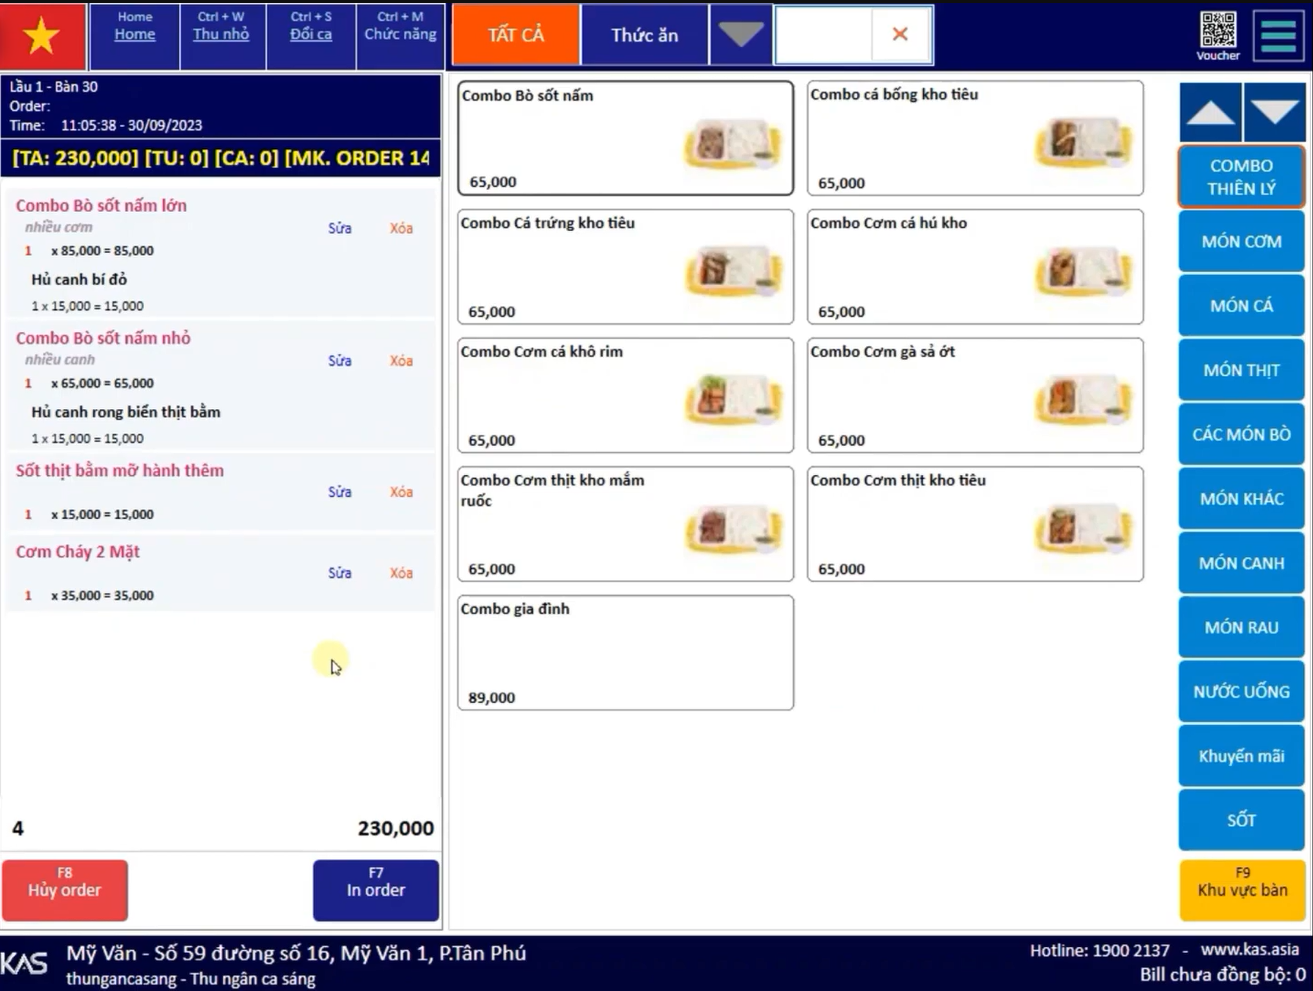 Home
Home
Ctrl + W
Thu nhỏ
Ctrl + S
Đổi ca
Ctrl + M
Chức năng
TẤT CẢ
Thức ăn
Voucher
Lầu 1 - Bàn 30
Order:
Time: 11:05:38 - 30/09/2023
[TA: 230,000] [TU: 0] [CA: 0] [MK. ORDER 14
Combo Bò sốt nấm lớn
nhiều cơm
Sửa Xóa
1 x 85,000 = 85,000
Hủ canh bí đỏ
1 x 15,000 = 15,000
Combo Bò sốt nấm nhỏ
nhiều canh
Sửa Xóa
1 x 65,000 = 65,000
Hủ canh rong biển thịt bằm
1 x 15,000 = 15,000
Sốt thịt bằm mỡ hành thêm
Sửa Xóa
1 x 15,000 = 15,000
Cơm Cháy 2 Mặt
Sửa Xóa
1 x 35,000 = 35,000
4 230,000
F8
Hủy order
F7
In order
Combo Bò sốt nấm
65,000
Combo cá bống kho tiêu
65,000
Combo Cá trứng kho tiêu
65,000
Combo Cơm cá hú kho
65,000
Combo Cơm cá khô rim
65,000
Combo Cơm gà sả ớt
65,000
Combo Cơm thịt kho mắm
ruốc
65,000
Combo Cơm thịt kho tiêu
65,000
Combo gia đình
89,000
COMBO
THIÊN LÝ
MÓN CƠM
MÓN CÁ
MÓN THỊT
CÁC MÓN BÒ
MÓN KHÁC
MÓN CANH
MÓN RAU
NƯỚC UỐNG
Khuyến mãi
SỐT
F9
Khu vực bàn
KAS
Mỹ Văn - Số 59 đường số 16, Mỹ Văn 1, P.Tân Phú
thungancasang - Thu ngân ca sáng
Hotline: 1900 2137 - www.kas.asia
Bill chưa đồng bộ: 0